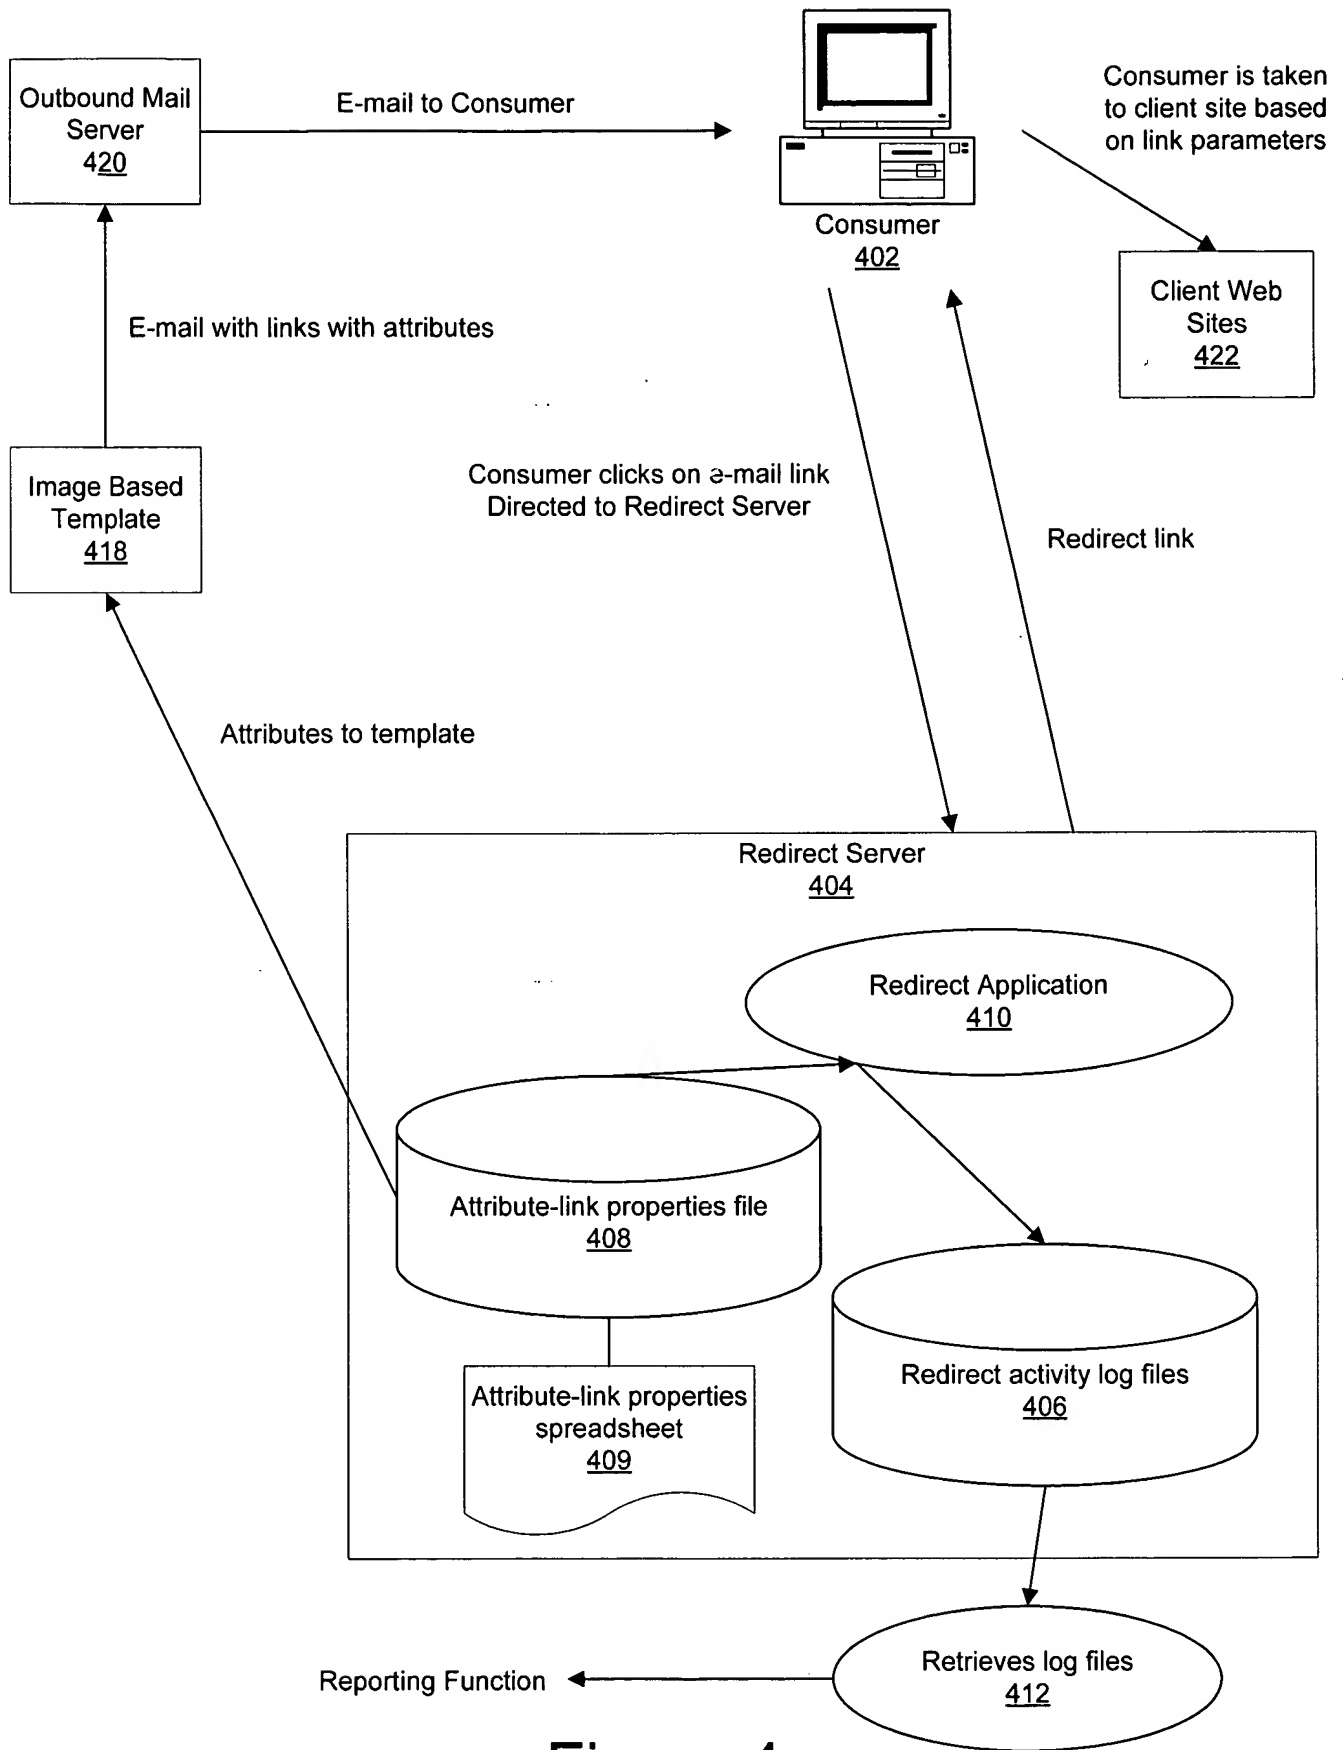 Outbound Mail
Server
420
E-mail to Consumer
Consumer is taken
to client site based
on link parameters
Consumer
402
Client Web
Sites
422
E-mail with links with attributes
Image Based
Template
418
Consumer clicks on e-mail link
Directed to Redirect Server
Redirect link
Attributes to template
Redirect Server
404
Redirect Application
410
Attribute-link properties file
408
Attribute-link properties
spreadsheet
409
Redirect activity log files
406
Retrieves log files
412
Reporting Function